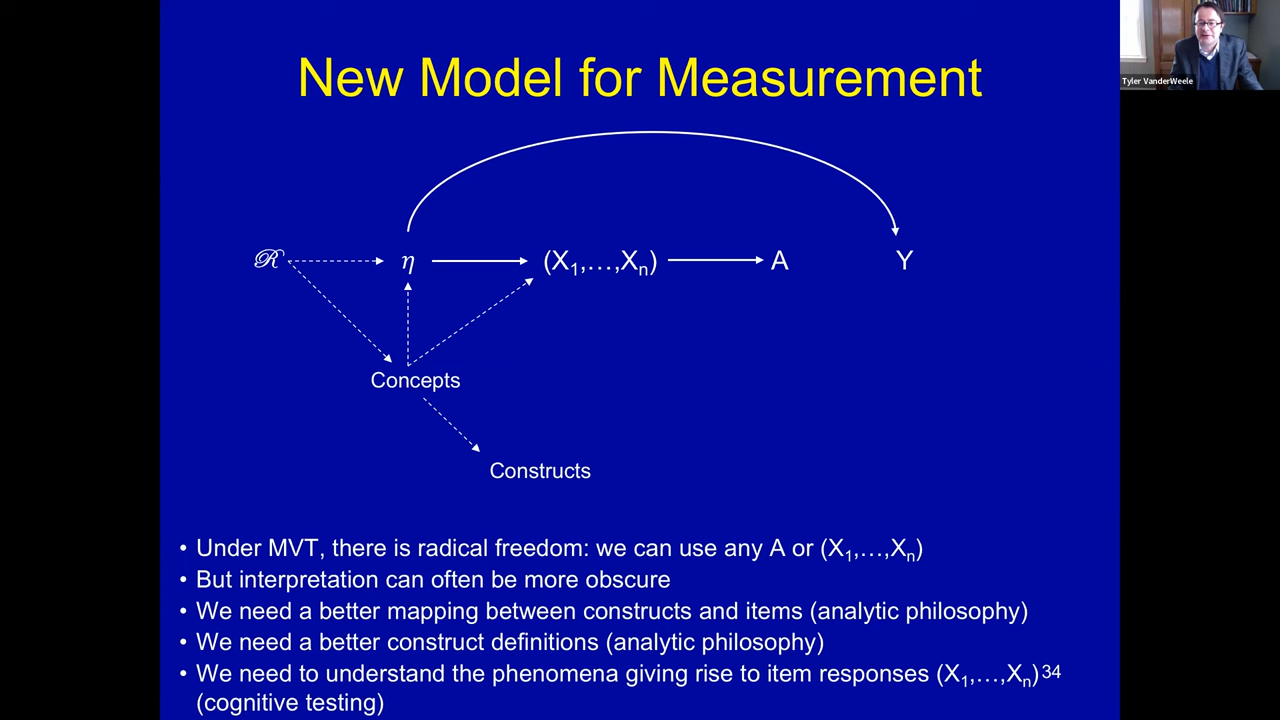 New Model for Measurement
Tyler VanderWeele
ℛ η (X₁,…,Xₙ) A Y
Concepts
Constructs
• Under MVT, there is radical freedom: we can use any A or (X₁,…,Xₙ)
• But interpretation can often be more obscure
• We need a better mapping between constructs and items (analytic philosophy)
• We need a better construct definitions (analytic philosophy)
• We need to understand the phenomena giving rise to item responses (X₁,…,Xₙ) 34
(cognitive testing)